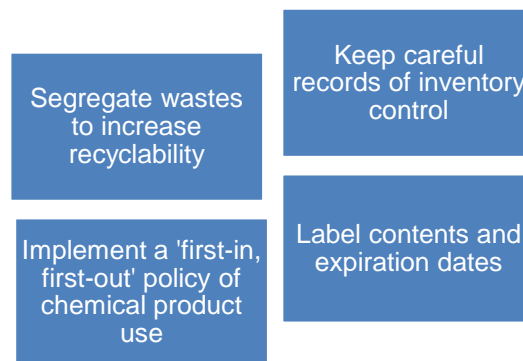 Segregate wastes
to increase
recyclability
Keep careful
records of inventory
control
Implement a 'first-in,
first-out' policy of
chemical product
use
Label contents and
expiration dates